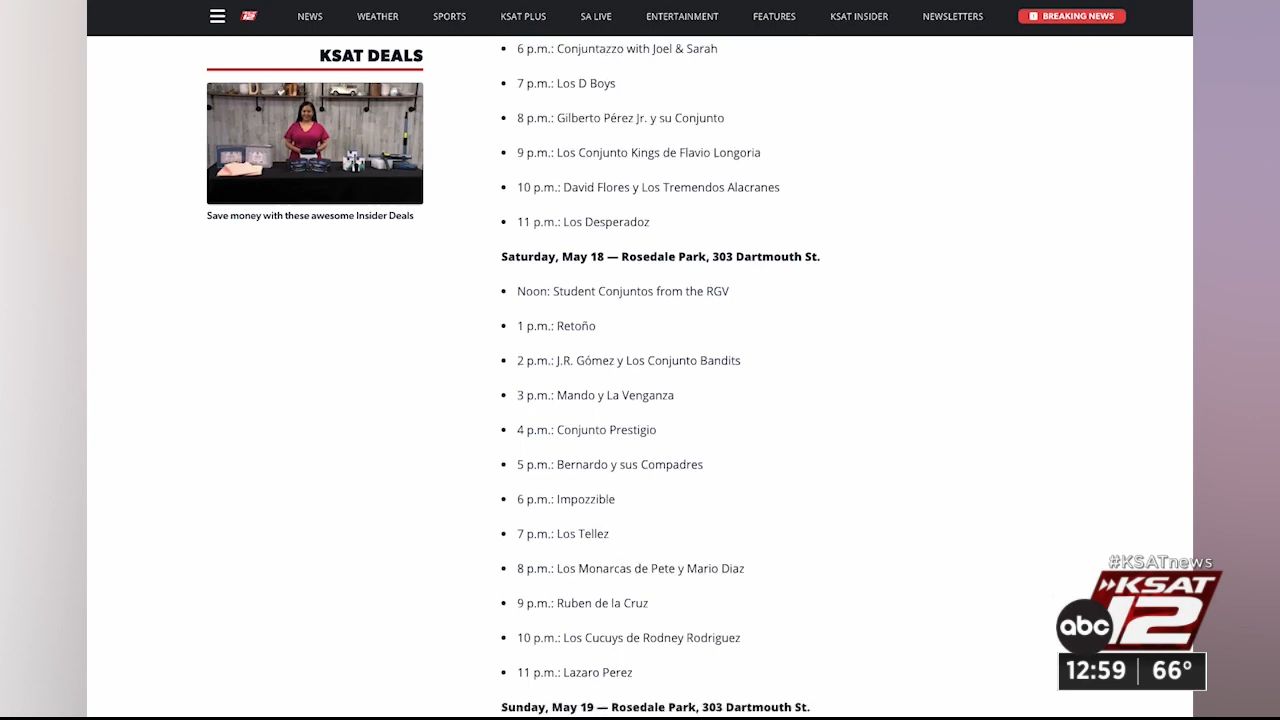 NEWS WEATHER SPORTS KSAT PLUS SA LIVE ENTERTAINMENT FEATURES KSAT INSIDER NEWSLETTERS BREAKING NEWS
KSAT DEALS
Save money with these awesome Insider Deals
6 p.m.: Conjuntazzo with Joel & Sarah
7 p.m.: Los D Boys
8 p.m.: Gilberto Pérez Jr. y su Conjunto
9 p.m.: Los Conjunto Kings de Flavio Longoria
10 p.m.: David Flores y Los Tremendos Alacranes
11 p.m.: Los Desperadoz
Saturday, May 18 — Rosedale Park, 303 Dartmouth St.
Noon: Student Conjuntos from the RGV
1 p.m.: Retoño
2 p.m.: J.R. Gómez y Los Conjunto Bandits
3 p.m.: Mando y La Venganza
4 p.m.: Conjunto Prestigio
5 p.m.: Bernardo y sus Compadres
6 p.m.: Impozzible
7 p.m.: Los Tellez
8 p.m.: Los Monarcas de Pete y Mario Diaz
9 p.m.: Ruben de la Cruz
10 p.m.: Los Cucuys de Rodney Rodriguez
11 p.m.: Lazaro Perez
Sunday, May 19 — Rosedale Park, 303 Dartmouth St.
#KSATnews
KSAT
abc 12
12:59 66°